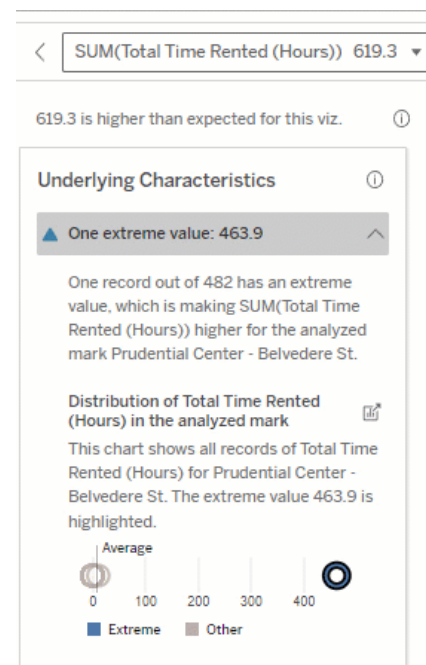 SUM(Total Time Rented (Hours)) 619.3
619.3 is higher than expected for this viz.
Underlying Characteristics
One extreme value: 463.9
One record out of 482 has an extreme
value, which is making SUM(Total Time
Rented (Hours)) higher for the analyzed
mark Prudential Center - Belvedere St.
Distribution of Total Time Rented
(Hours) in the analyzed mark
This chart shows all records of Total Time
Rented (Hours) for Prudential Center -
Belvedere St. The extreme value 463.9 is
highlighted.
Average
0 100 200 300 400
Extreme Other